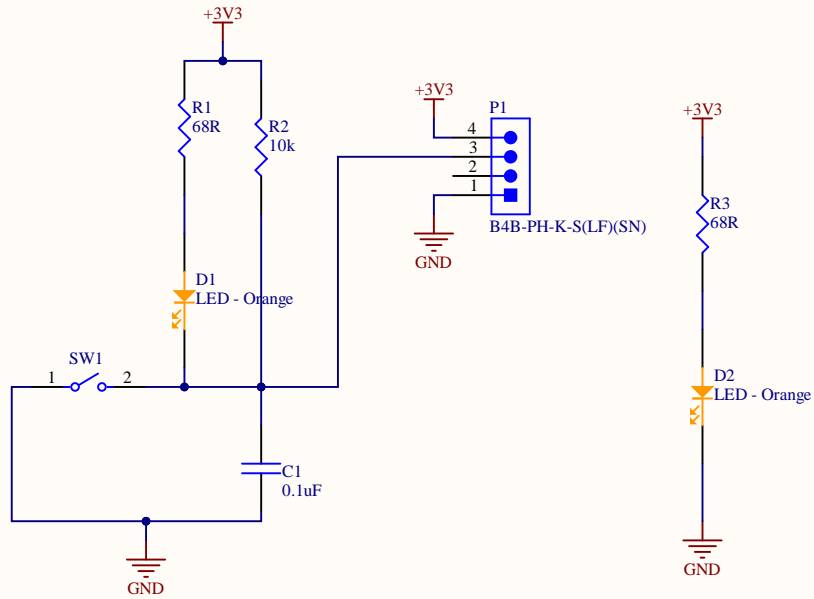 +3V3
R1
68R
R2
10k
D1
LED - Orange
SW1
1
2
C1
0.1uF
GND
+3V3
P1
4
3
2
1
B4B-PH-K-S(LF)(SN)
GND
+3V3
R3
68R
D2
LED - Orange
GND